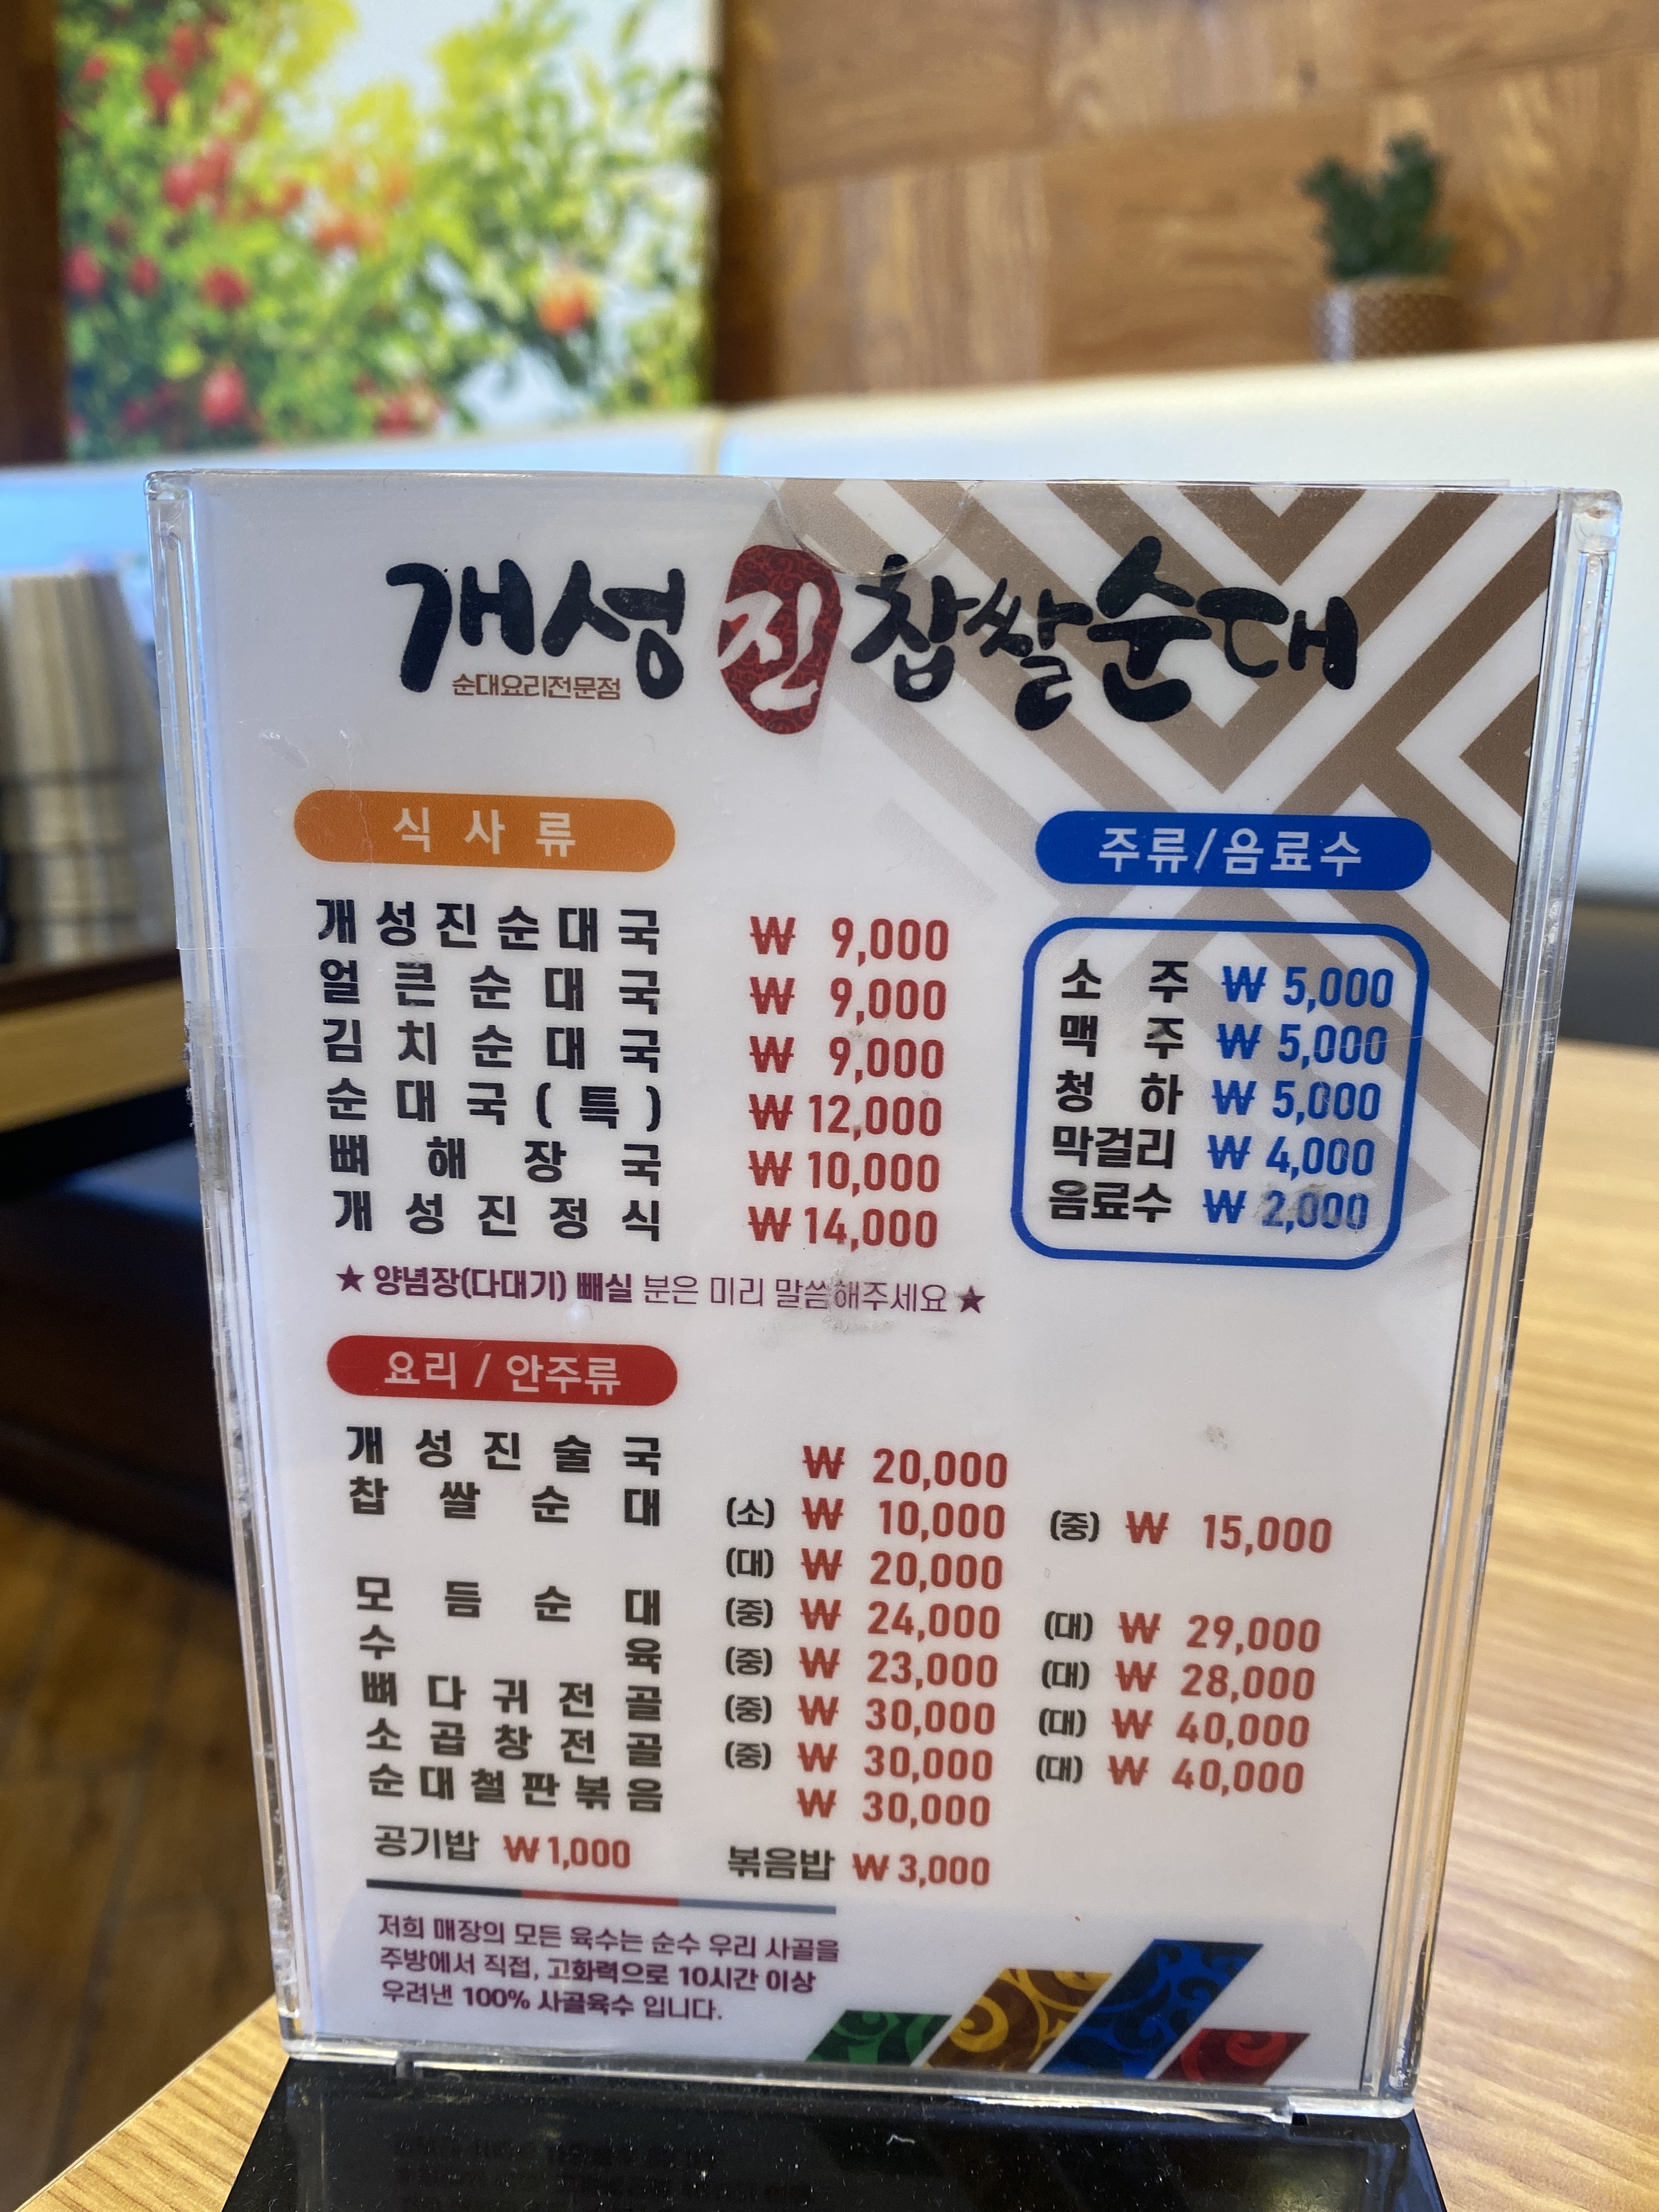 개성 진 찹쌀순대
순대요리전문점
식사류
개성진순대국 ₩ 9,000
얼큰순대국 ₩ 9,000
김치순대국 ₩ 9,000
순대국(특) ₩ 12,000
뼈해장국 ₩ 10,000
개성진정식 ₩ 14,000
★ 양념장(다대기) 빼실 분은 미리 말씀해주세요 ★
주류/음료수
소주 ₩ 5,000
맥주 ₩ 5,000
청하 ₩ 5,000
막걸리 ₩ 4,000
음료수 ₩ 2,000
요리 / 안주류
개성진술국 ₩ 20,000
찹쌀순대 (소) ₩ 10,000 (중) ₩ 15,000
(대) ₩ 20,000
모듬순대 (중) ₩ 24,000 (대) ₩ 29,000
수육 (중) ₩ 23,000 (대) ₩ 28,000
뼈다귀전골 (중) ₩ 30,000 (대) ₩ 40,000
소곱창전골 (중) ₩ 30,000 (대) ₩ 40,000
순대철판볶음 ₩ 30,000
공기밥 ₩ 1,000 볶음밥 ₩ 3,000
저희 매장의 모든 육수는 순수 우리 사골을
주방에서 직접, 고화력으로 10시간 이상
우려낸 100% 사골육수 입니다.